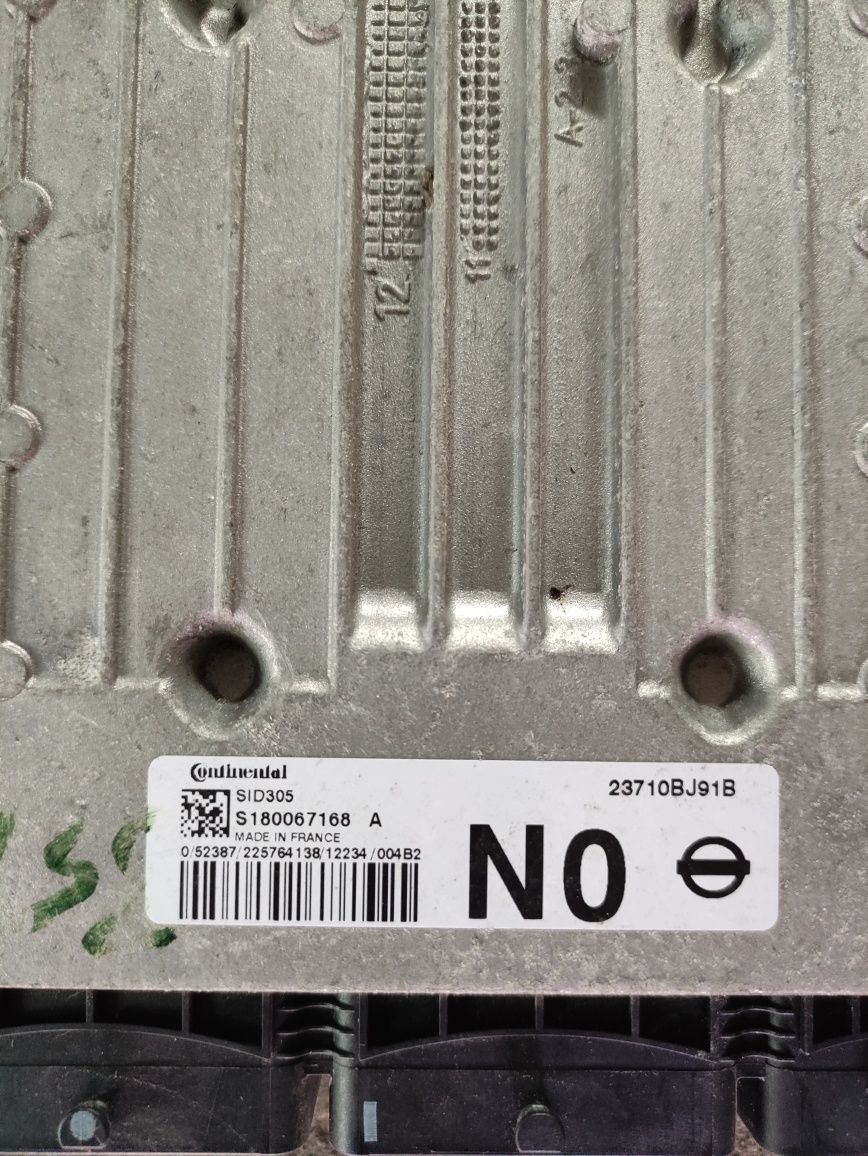 A-2-3
12
11
Continental
SID305
23710BJ91B
S180067168 A
MADE IN FRANCE
0/52387/225764138/12234/004B2
N0